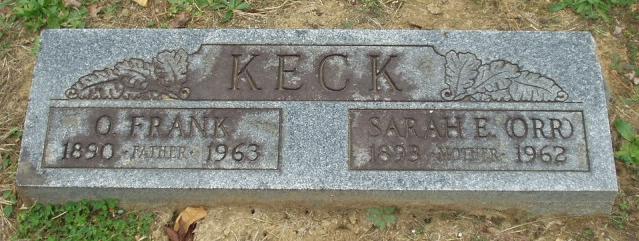 KECK
O. FRANK
1890 · FATHER · 1963
SARAH E. (ORR)
1893 · MOTHER · 1962